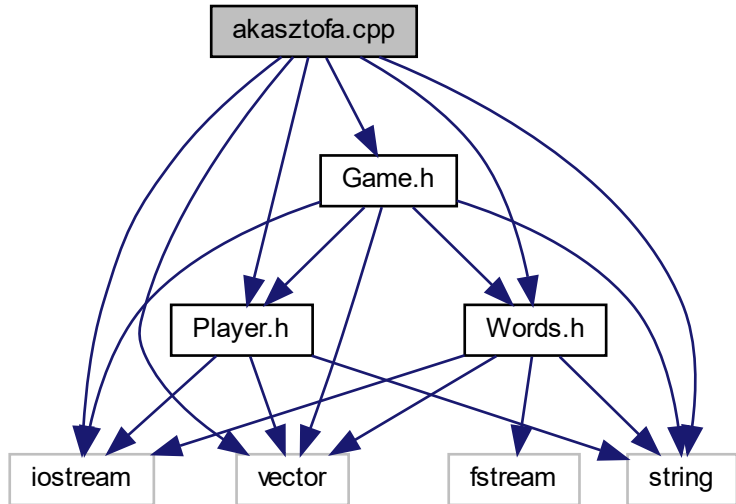 akasztofa.cpp
Game.h
Player.h
Words.h
iostream
vector
fstream
string